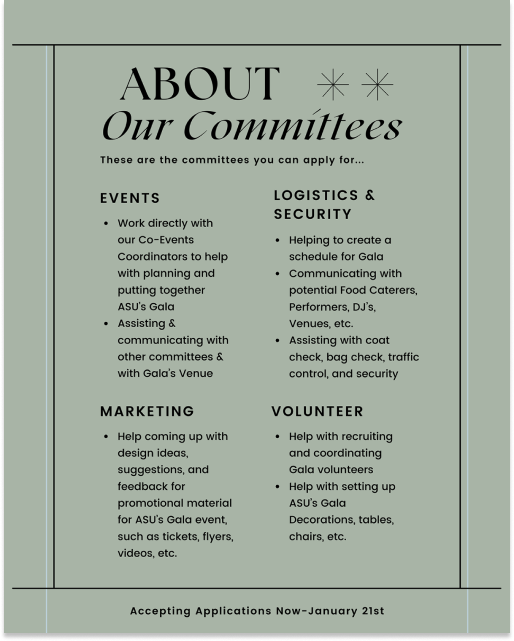 ABOUT
Our Committees
These are the committees you can apply for...
EVENTS
• Work directly with
our Co-Events
Coordinators to help
with planning and
putting together
ASU's Gala
• Assisting &
communicating with
other committees &
with Gala's Venue
LOGISTICS &
SECURITY
• Helping to create a
schedule for Gala
• Communicating with
potential Food Caterers,
Performers, DJ's,
Venues, etc.
• Assisting with coat
check, bag check, traffic
control, and security
MARKETING
• Help coming up with
design ideas,
suggestions, and
feedback for
promotional material
for ASU's Gala event,
such as tickets, flyers,
videos, etc.
VOLUNTEER
• Help with recruiting
and coordinating
Gala volunteers
• Help with setting up
ASU's Gala
Decorations, tables,
chairs, etc.
Accepting Applications Now-January 21st